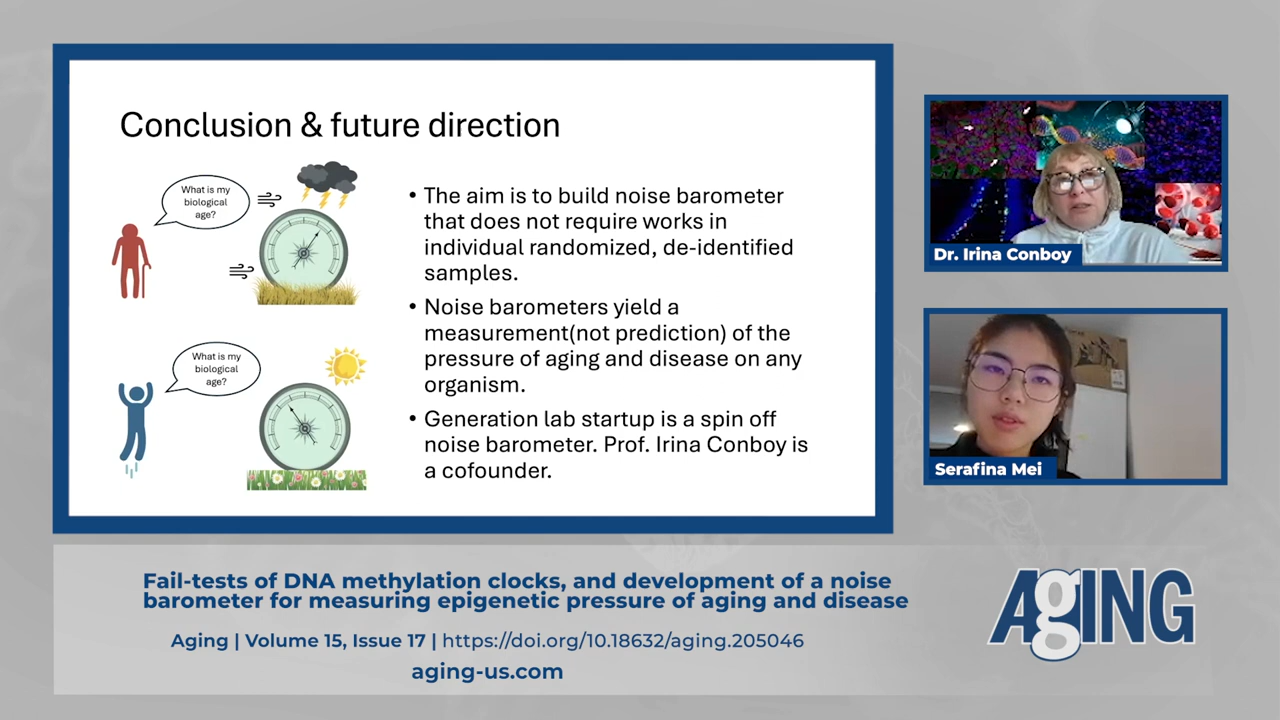 Conclusion & future direction
What is my
biological
age?
What is my
biological
age?
• The aim is to build noise barometer
that does not require works in
individual randomized, de-identified
samples.
• Noise barometers yield a
measurement(not prediction) of the
pressure of aging and disease on any
organism.
• Generation lab startup is a spin off
noise barometer. Prof. Irina Conboy is
a cofounder.
Dr. Irina Conboy
Serafina Mei
Fail-tests of DNA methylation clocks, and development of a noise
barometer for measuring epigenetic pressure of aging and disease
Aging | Volume 15, Issue 17 | https://doi.org/10.18632/aging.205046
aging-us.com
AgING